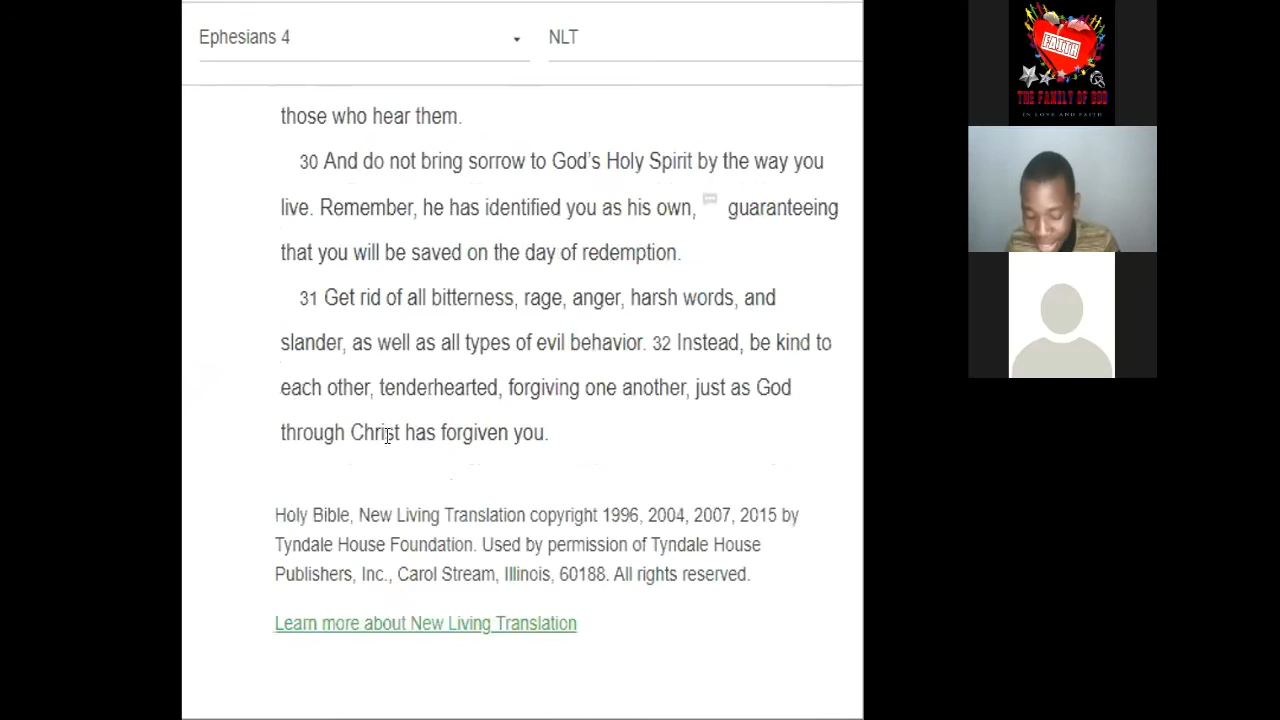 Ephesians 4
NLT
those who hear them.
30 And do not bring sorrow to God’s Holy Spirit by the way you
live. Remember, he has identified you as his own, guaranteeing
that you will be saved on the day of redemption.
31 Get rid of all bitterness, rage, anger, harsh words, and
slander, as well as all types of evil behavior. 32 Instead, be kind to
each other, tenderhearted, forgiving one another, just as God
through Christ has forgiven you.
Holy Bible, New Living Translation copyright 1996, 2004, 2007, 2015 by
Tyndale House Foundation. Used by permission of Tyndale House
Publishers, Inc., Carol Stream, Illinois, 60188. All rights reserved.
Learn more about New Living Translation
FAITH
THE FAMILY OF GOD
IN LOVE AND FAITH